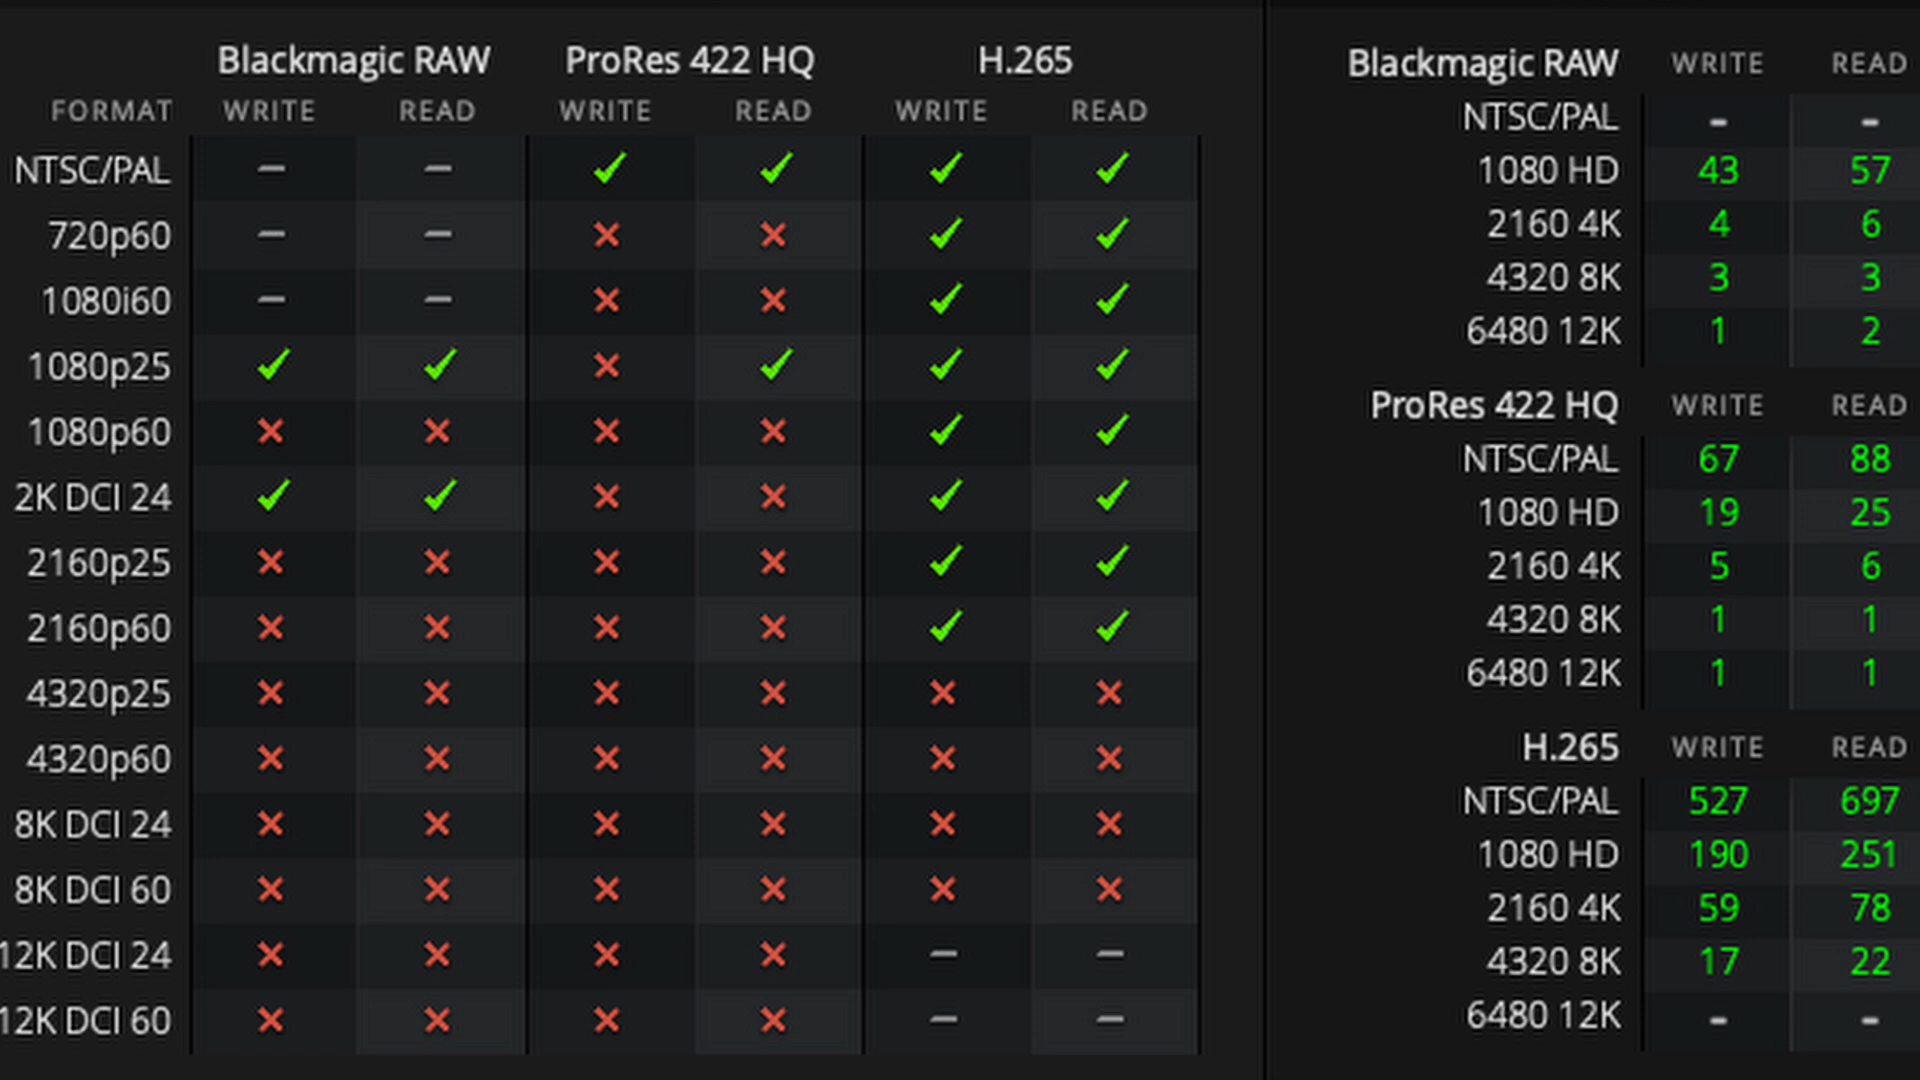 Blackmagic RAW ProRes 422 HQ H.265
FORMAT WRITE READ WRITE READ WRITE READ
NTSC/PAL – –
720p60 – –
1080i60 – –
1080p25
1080p60
2K DCI 24
2160p25
2160p60
4320p25
4320p60
8K DCI 24
8K DCI 60
12K DCI 24 – –
12K DCI 60 – –
Blackmagic RAW WRITE READ
NTSC/PAL - -
1080 HD 43 57
2160 4K 4 6
4320 8K 3 3
6480 12K 1 2
ProRes 422 HQ WRITE READ
NTSC/PAL 67 88
1080 HD 19 25
2160 4K 5 6
4320 8K 1 1
6480 12K 1 1
H.265 WRITE READ
NTSC/PAL 527 697
1080 HD 190 251
2160 4K 59 78
4320 8K 17 22
6480 12K - -